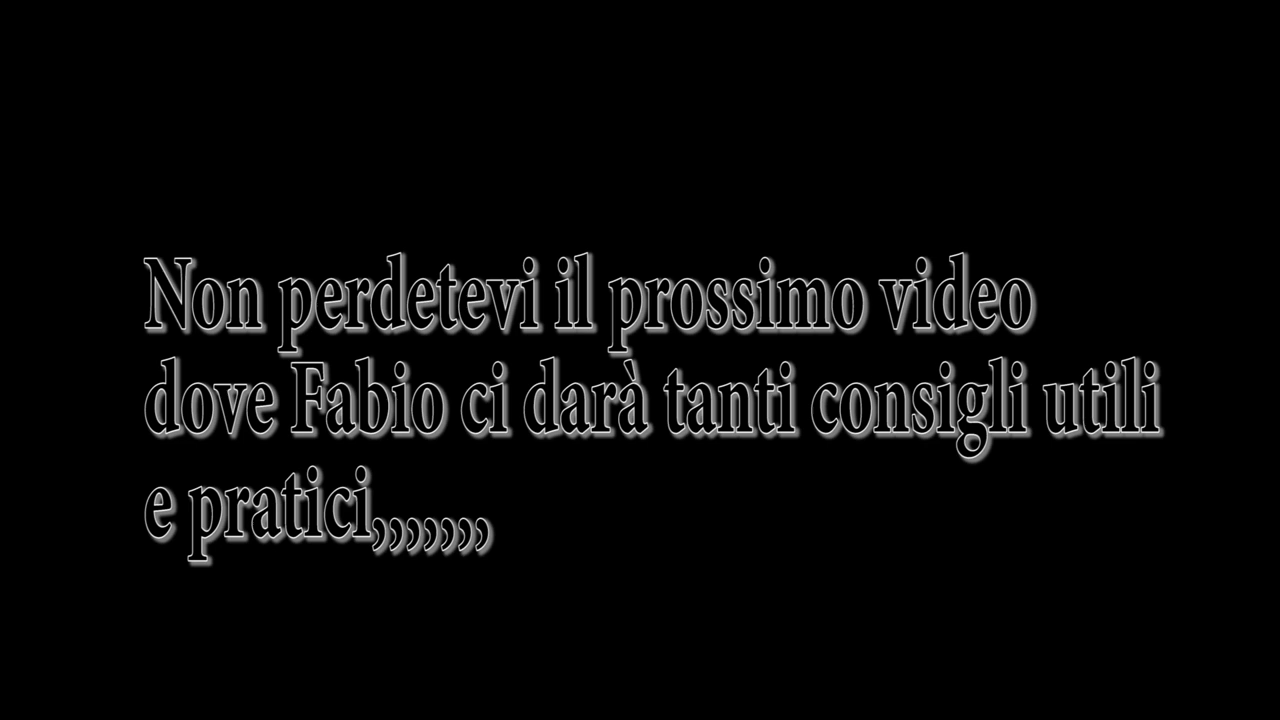 Non perdetevi il prossimo video
dove Fabio ci darà tanti consigli utili
e pratici,,,,,,,